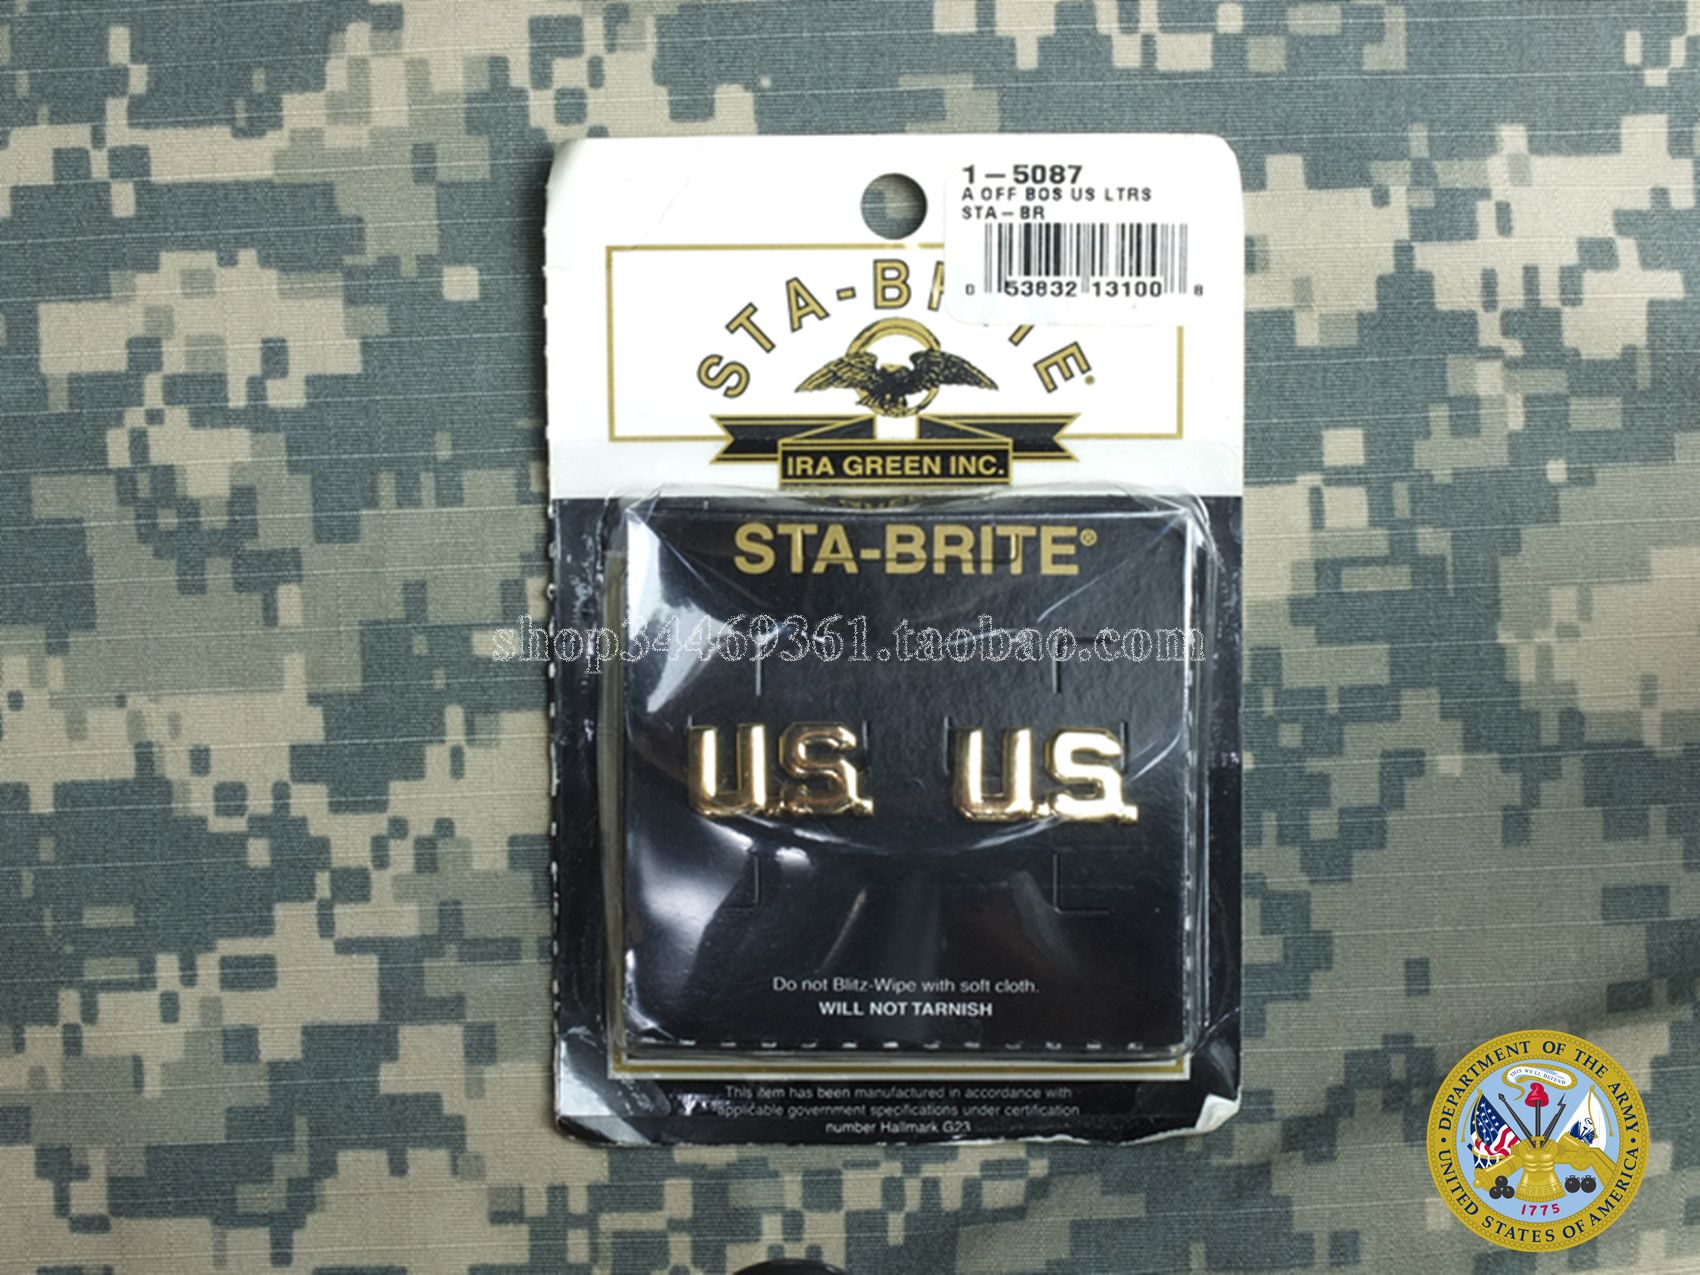 1-5087
A OFF BOS US LTRS
STA-BR
0 53832 13100 8
STA-BR
TE®
IRA GREEN INC.
STA-BRITE®
shop34469361.taobao.com
U.S. U.S.
Do not Blitz-Wipe with soft cloth.
WILL NOT TARNISH
This item has been manufactured in accordance with
applicable government specifications under certification
number Hallmark G23
DEPARTMENT OF THE ARMY
THIS WE'LL DEFEND
1775
UNITED STATES OF AMERICA